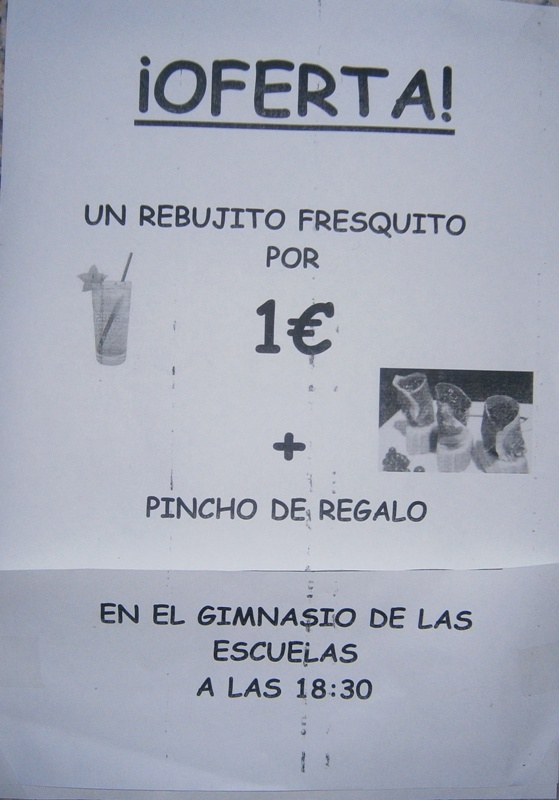 ¡OFERTA!
UN REBUJITO FRESQUITO
POR
1€
+
PINCHO DE REGALO
EN EL GIMNASIO DE LAS
ESCUELAS
A LAS 18:30